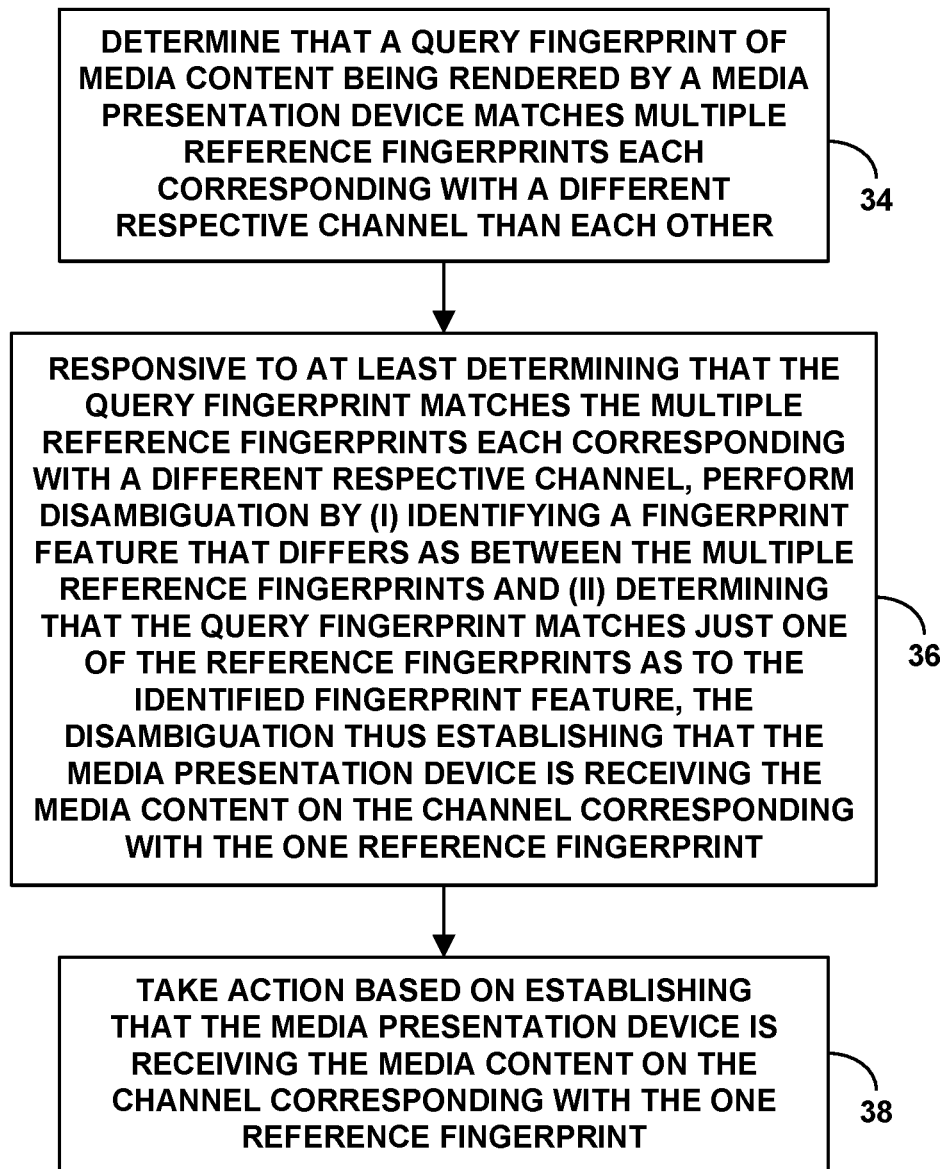 DETERMINE THAT A QUERY FINGERPRINT OF
MEDIA CONTENT BEING RENDERED BY A MEDIA
PRESENTATION DEVICE MATCHES MULTIPLE
REFERENCE FINGERPRINTS EACH
CORRESPONDING WITH A DIFFERENT
RESPECTIVE CHANNEL THAN EACH OTHER
34
RESPONSIVE TO AT LEAST DETERMINING THAT THE
QUERY FINGERPRINT MATCHES THE MULTIPLE
REFERENCE FINGERPRINTS EACH CORRESPONDING
WITH A DIFFERENT RESPECTIVE CHANNEL, PERFORM
DISAMBIGUATION BY (I) IDENTIFYING A FINGERPRINT
FEATURE THAT DIFFERS AS BETWEEN THE MULTIPLE
REFERENCE FINGERPRINTS AND (II) DETERMINING
THAT THE QUERY FINGERPRINT MATCHES JUST ONE
OF THE REFERENCE FINGERPRINTS AS TO THE
IDENTIFIED FINGERPRINT FEATURE, THE
DISAMBIGUATION THUS ESTABLISHING THAT THE
MEDIA PRESENTATION DEVICE IS RECEIVING THE
MEDIA CONTENT ON THE CHANNEL CORRESPONDING
WITH THE ONE REFERENCE FINGERPRINT
36
TAKE ACTION BASED ON ESTABLISHING
THAT THE MEDIA PRESENTATION DEVICE IS
RECEIVING THE MEDIA CONTENT ON THE
CHANNEL CORRESPONDING WITH THE ONE
REFERENCE FINGERPRINT
38